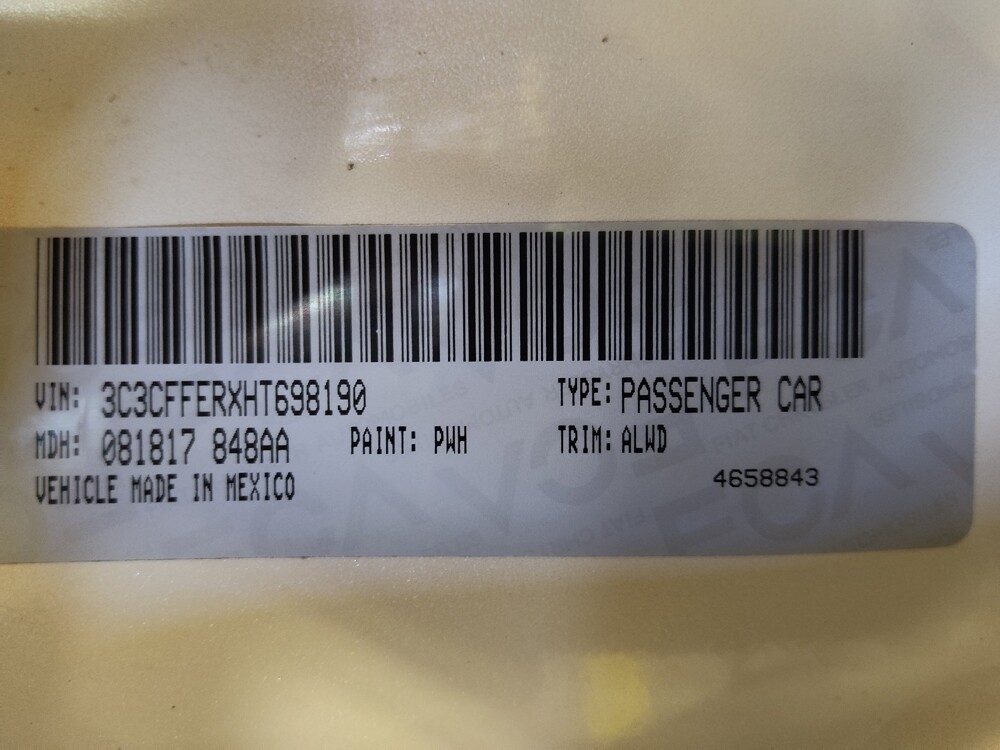 VIN: 3C3CFFERXHT698190 TYPE: PASSENGER CAR
MDH: 081817 848AA PAINT: PWH TRIM: ALWD
VEHICLE MADE IN MEXICO 4658843